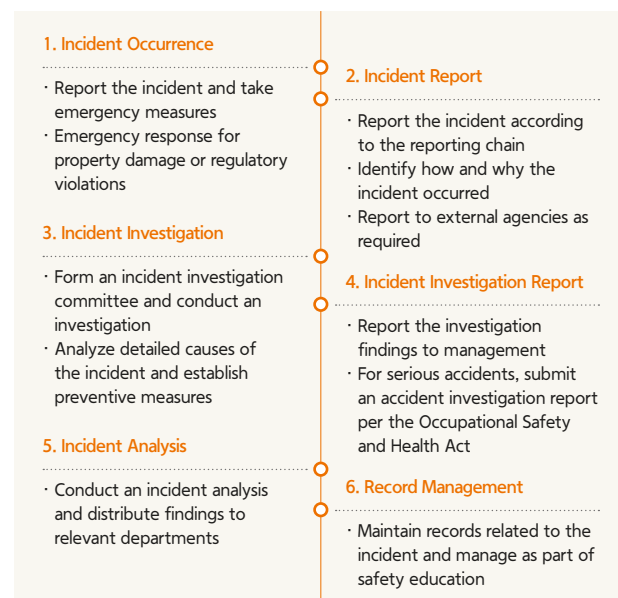 1. Incident Occurrence
· Report the incident and take
emergency measures
· Emergency response for
property damage or regulatory
violations
2. Incident Report
· Report the incident according
to the reporting chain
· Identify how and why the
incident occurred
· Report to external agencies as
required
3. Incident Investigation
· Form an incident investigation
committee and conduct an
investigation
· Analyze detailed causes of
the incident and establish
preventive measures
4. Incident Investigation Report
· Report the investigation
findings to management
· For serious accidents, submit
an accident investigation report
per the Occupational Safety
and Health Act
5. Incident Analysis
· Conduct an incident analysis
and distribute findings to
relevant departments
6. Record Management
· Maintain records related to the
incident and manage as part of
safety education